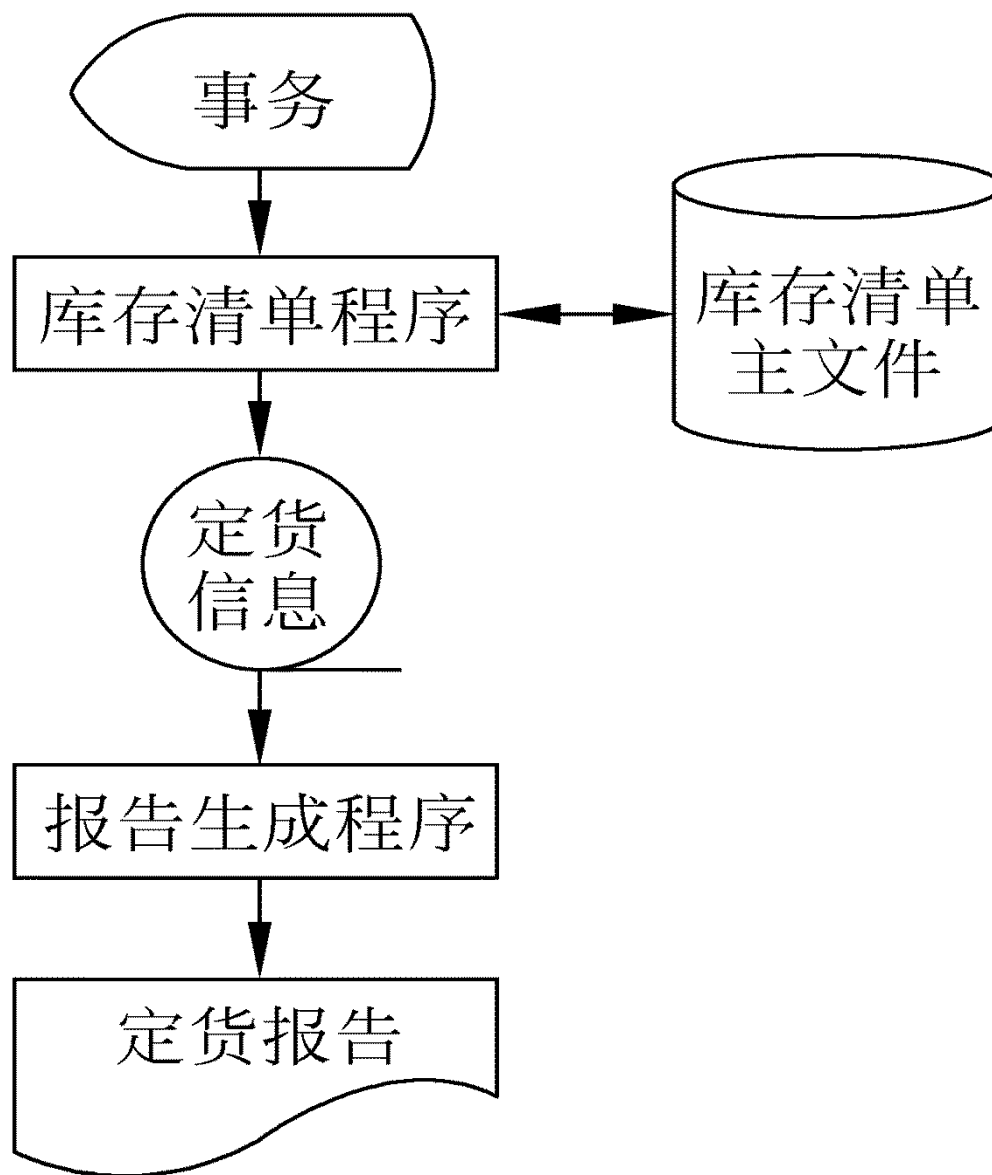 事务
库存清单程序
库存清单
主文件
定货
信息
报告生成程序
定货报告